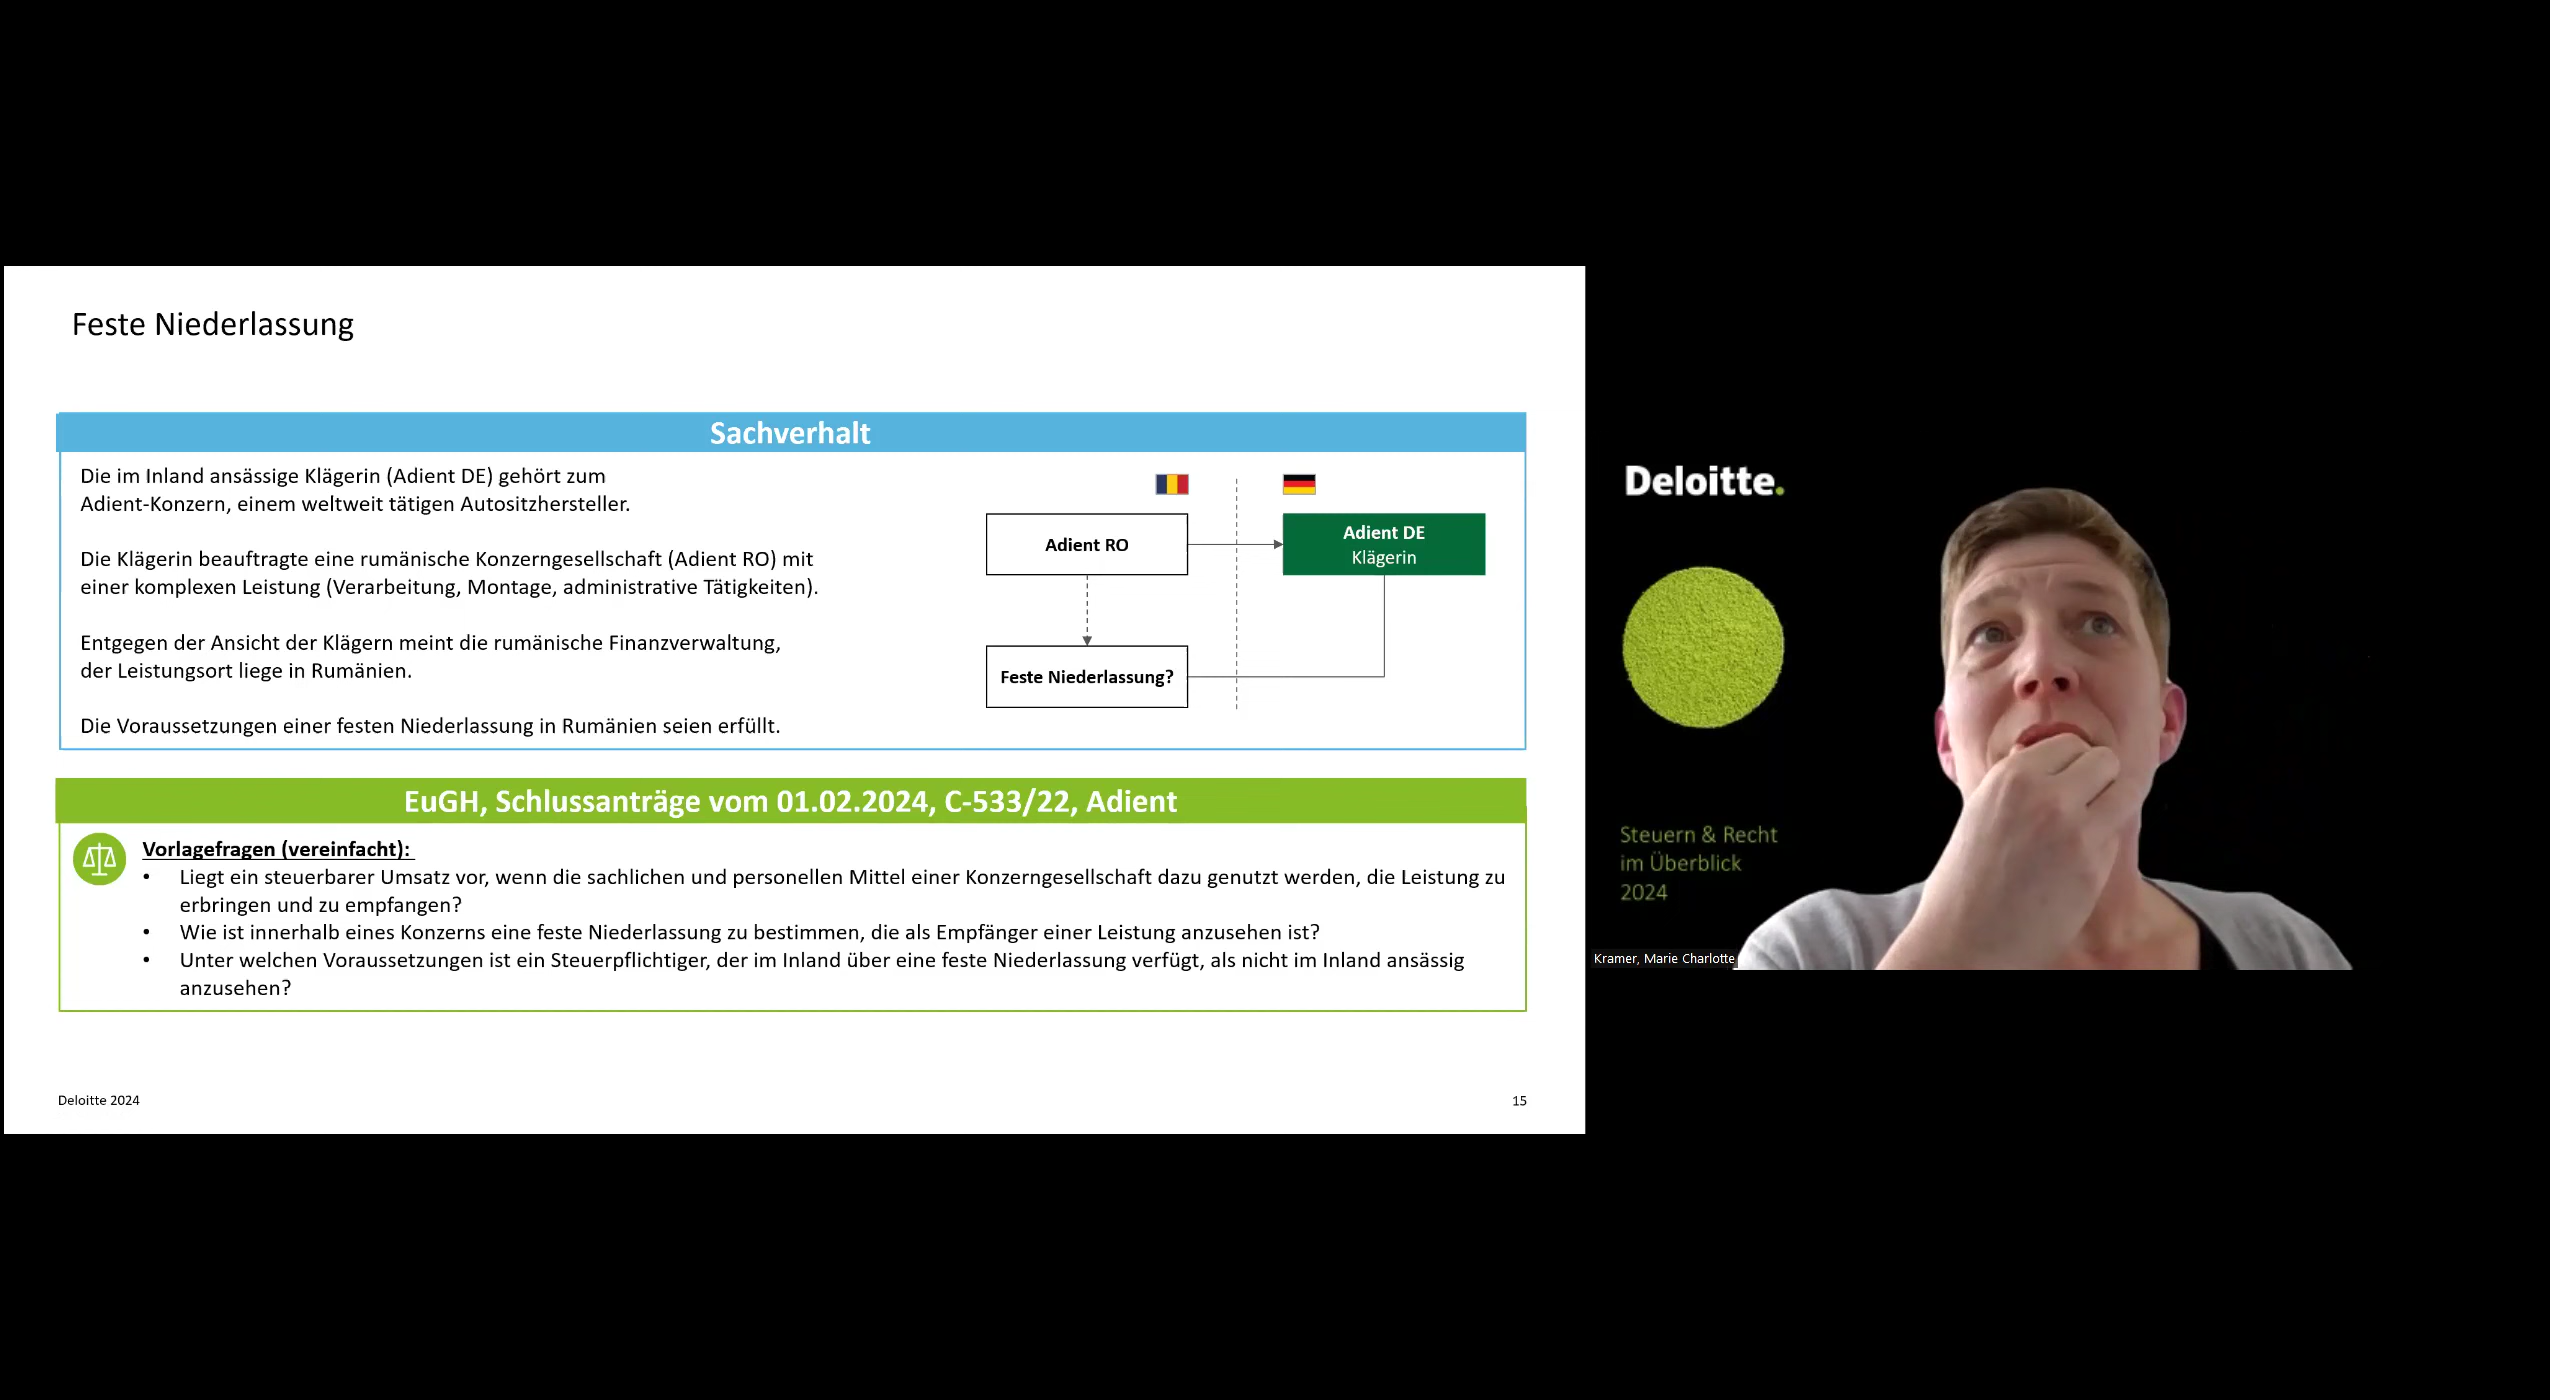 Feste Niederlassung
Sachverhalt
Die im Inland ansässige Klägerin (Adient DE) gehört zum
Adient-Konzern, einem weltweit tätigen Autositzhersteller.
Die Klägerin beauftragte eine rumänische Konzerngesellschaft (Adient RO) mit
einer komplexen Leistung (Verarbeitung, Montage, administrative Tätigkeiten).
Entgegen der Ansicht der Klägern meint die rumänische Finanzverwaltung,
der Leistungsort liege in Rumänien.
Die Voraussetzungen einer festen Niederlassung in Rumänien seien erfüllt.
Adient RO
Adient DE
Klägerin
Feste Niederlassung?
EuGH, Schlussanträge vom 01.02.2024, C-533/22, Adient
Vorlagefragen (vereinfacht):
• Liegt ein steuerbarer Umsatz vor, wenn die sachlichen und personellen Mittel einer Konzerngesellschaft dazu genutzt werden, die Leistung zu
erbringen und zu empfangen?
• Wie ist innerhalb eines Konzerns eine feste Niederlassung zu bestimmen, die als Empfänger einer Leistung anzusehen ist?
• Unter welchen Voraussetzungen ist ein Steuerpflichtiger, der im Inland über eine feste Niederlassung verfügt, als nicht im Inland ansässig
anzusehen?
Deloitte 2024
15
Deloitte.
Steuern & Recht
im Überblick
2024
Kramer, Marie Charlotte